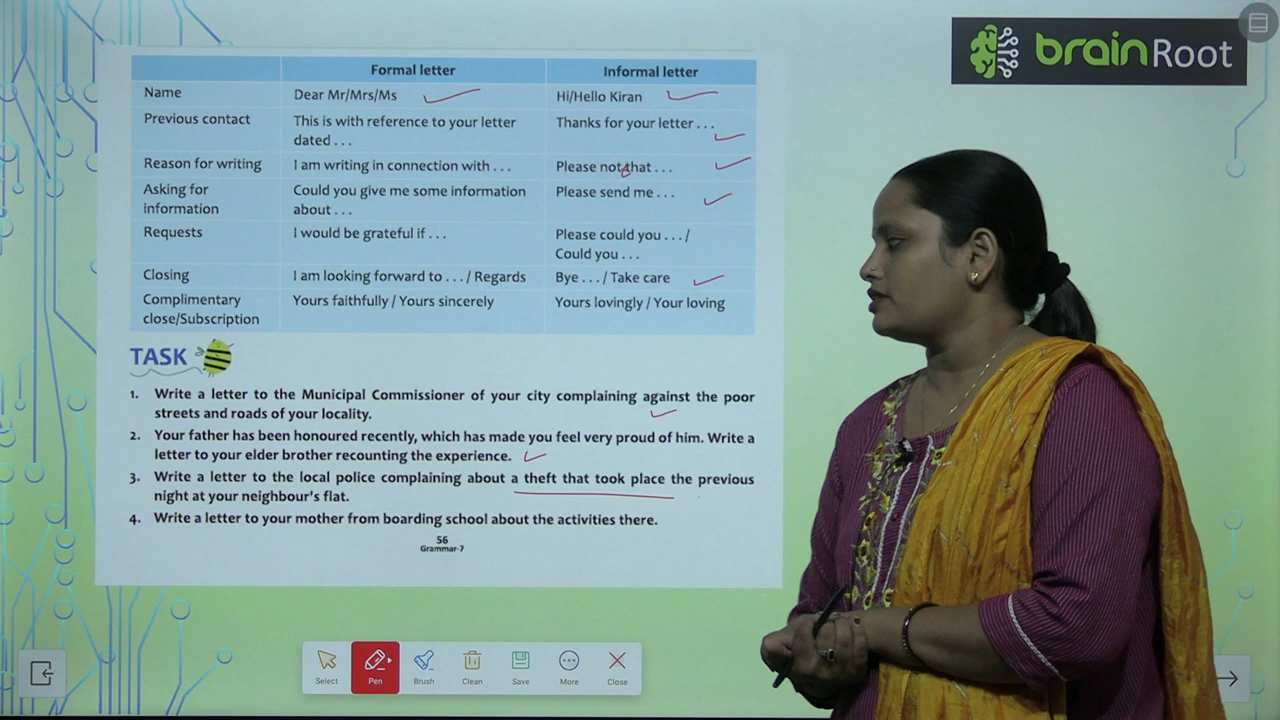 brainRoot
Formal letter Informal letter
Name Dear Mr/Mrs/Ms Hi/Hello Kiran
Previous contact This is with reference to your letter Thanks for your letter . . .
dated . . .
Reason for writing I am writing in connection with . . . Please not that . . .
Asking for Could you give me some information Please send me . . .
information about . . .
Requests I would be grateful if . . . Please could you . . . /
Could you . . .
Closing I am looking forward to . . . / Regards Bye . . . / Take care
Complimentary Yours faithfully / Yours sincerely Yours lovingly / Your loving
close/Subscription
TASK
1. Write a letter to the Municipal Commissioner of your city complaining against the poor
streets and roads of your locality.
2. Your father has been honoured recently, which has made you feel very proud of him. Write a
letter to your elder brother recounting the experience.
3. Write a letter to the local police complaining about a theft that took place the previous
night at your neighbour's flat.
4. Write a letter to your mother from boarding school about the activities there.
56
Grammar-7
Select Pen Brush Clean Save More Close